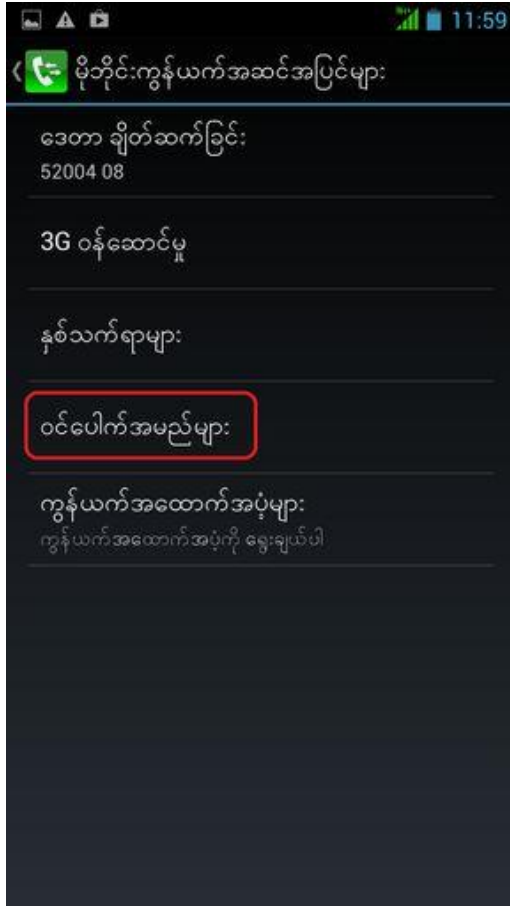 11:59
မိုဘိုင်းကွန်ယက်အဆင်အပြင်များ
ဒေတာ ချိတ်ဆက်ခြင်း
52004 08
3G ဝန်ဆောင်မှု
နှစ်သက်ရာများ
ဝင်ပေါက်အမည်များ
ကွန်ယက်အထောက်အပံ့များ
ကွန်ယက်အထောက်အပံ့ကို ရွေးချယ်ပါ